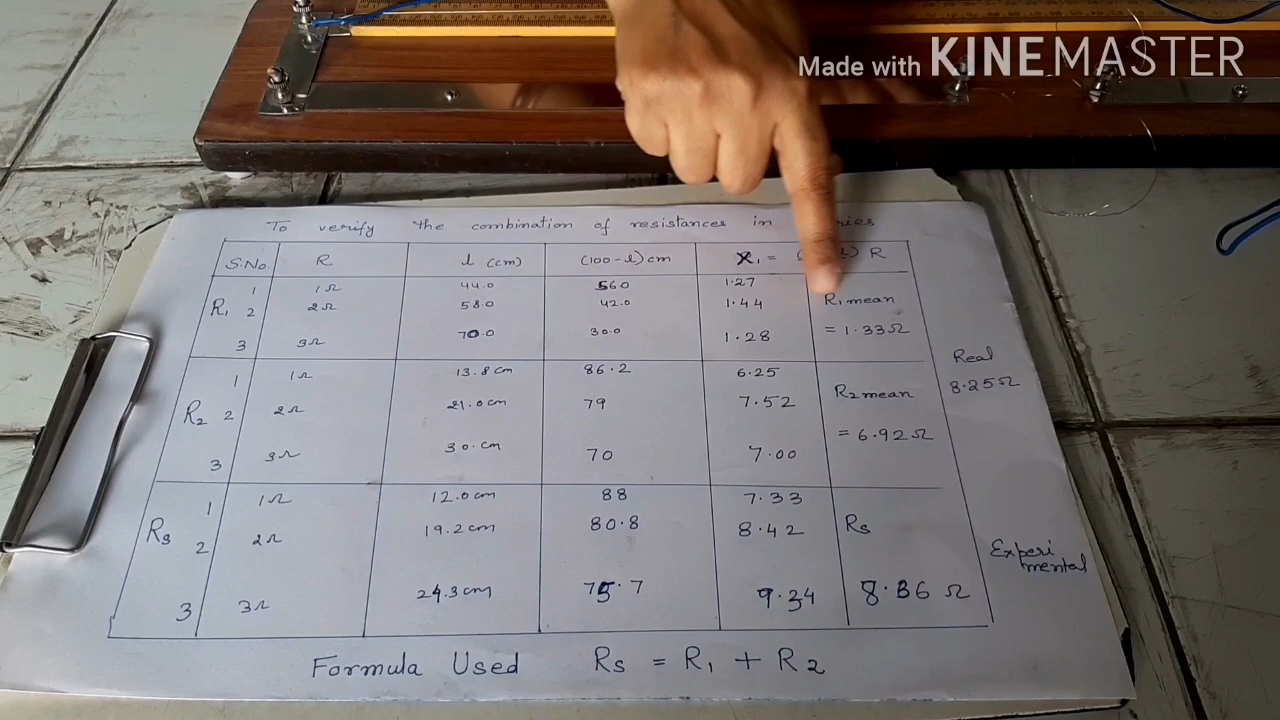 Made with KINEMASTER
To verify the combination of resistances in
S.No. R l (cm) (100-l) cm R
R1 1 1Ω 44.0 56.0 1.27
2 2Ω 58.0 42.0 1.44 R1 mean
3 3Ω 70.0 30.0 1.28 = 1.33Ω
Real
8.25Ω
R2 1 1Ω 13.8 cm 86.2 6.25
2 2Ω 21.0 cm 79 7.52 R2 mean
3 3Ω 30.cm 70 7.00 = 6.92Ω
Rs 1 1Ω 12.0 cm 88 7.33
2 2Ω 19.2 cm 80.8 8.42 Rs
3 3Ω 24.3 cm 75.7 9.34 8.36 Ω
Experi
mental
Formula Used Rs = R1 + R2